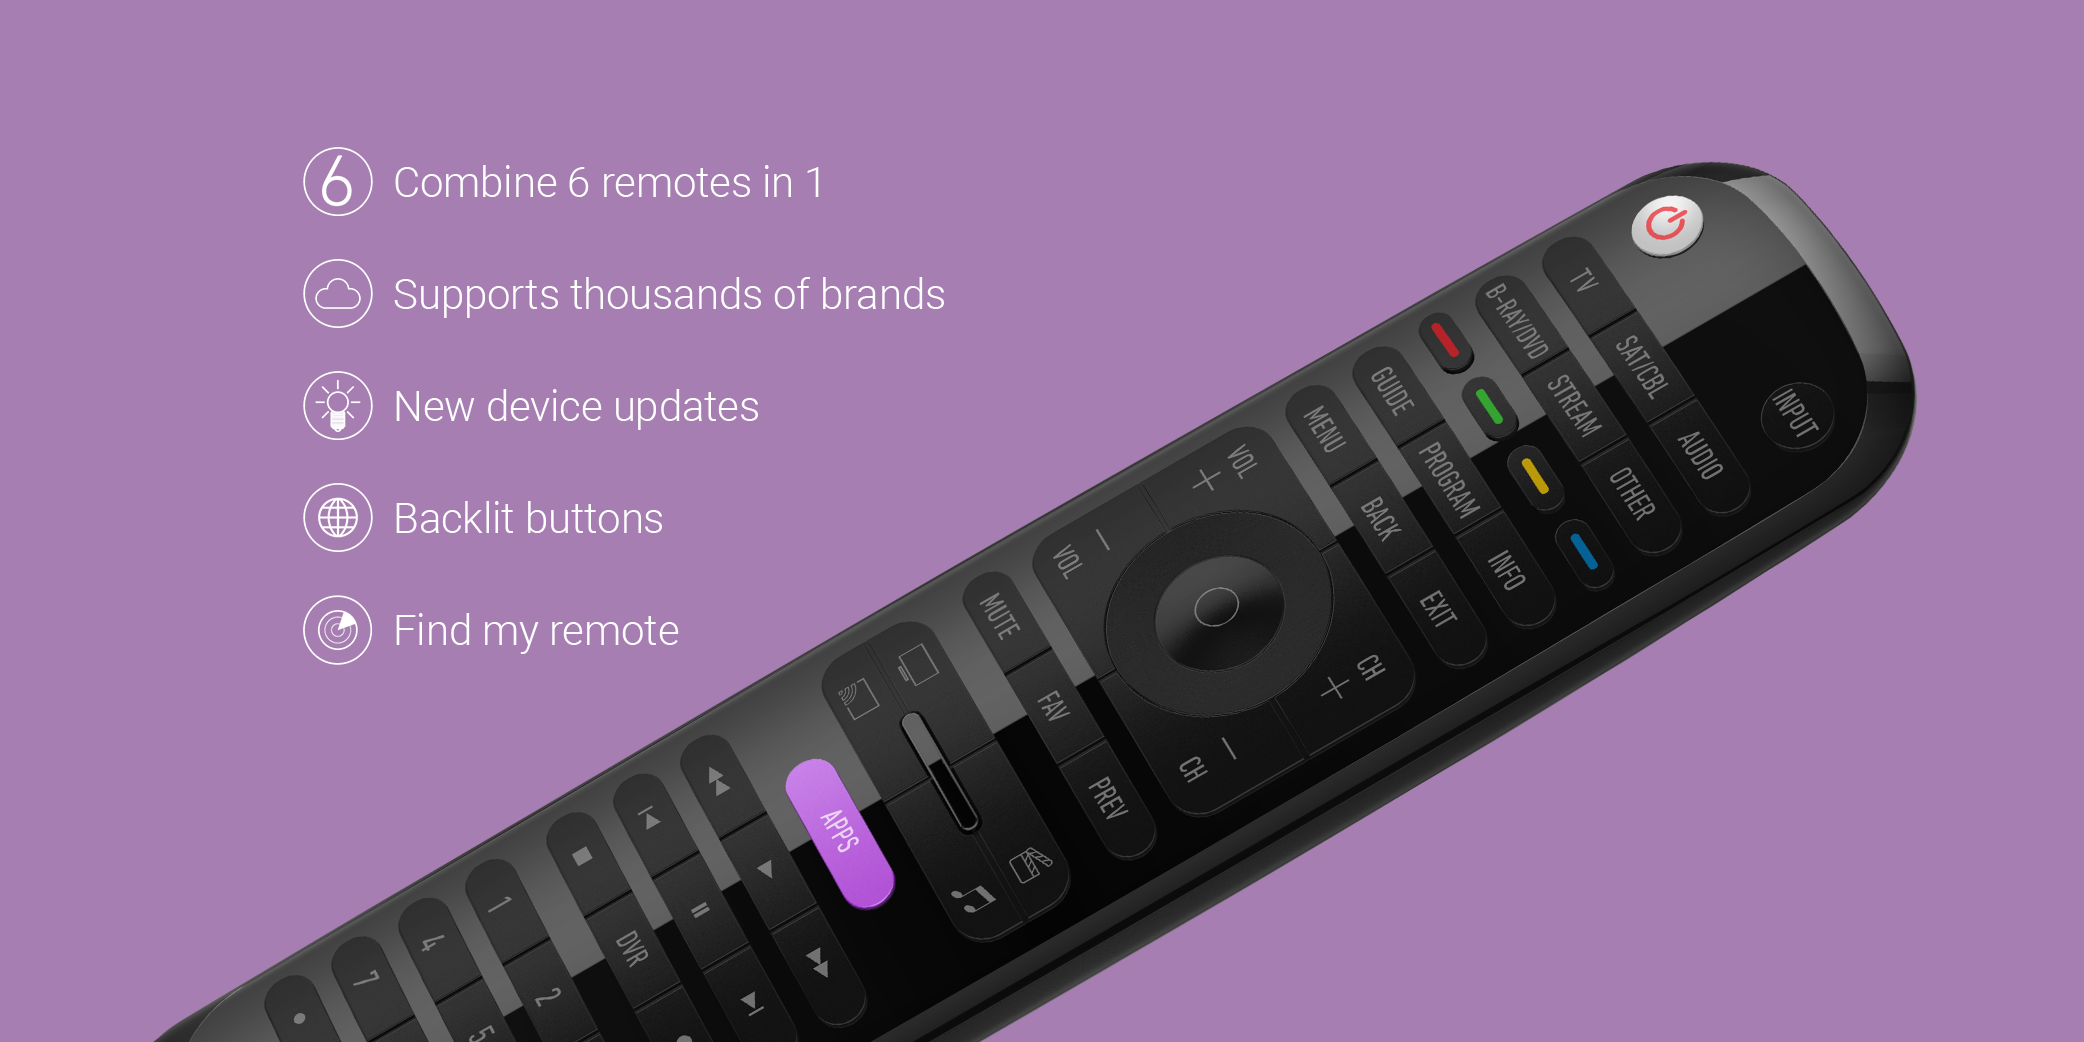 6 Combine 6 remotes in 1
Supports thousands of brands
New device updates
Backlit buttons
Find my remote
TV
SAT/CBL
AUDIO
INPUT
B-RAY/DVD
STREAM
OTHER
GUIDE
PROGRAM
INFO
MENU
BACK
EXIT
VOL +
VOL −
CH +
CH −
MUTE
FAV
PREV
APPS
DVR
1
2
4
5
7